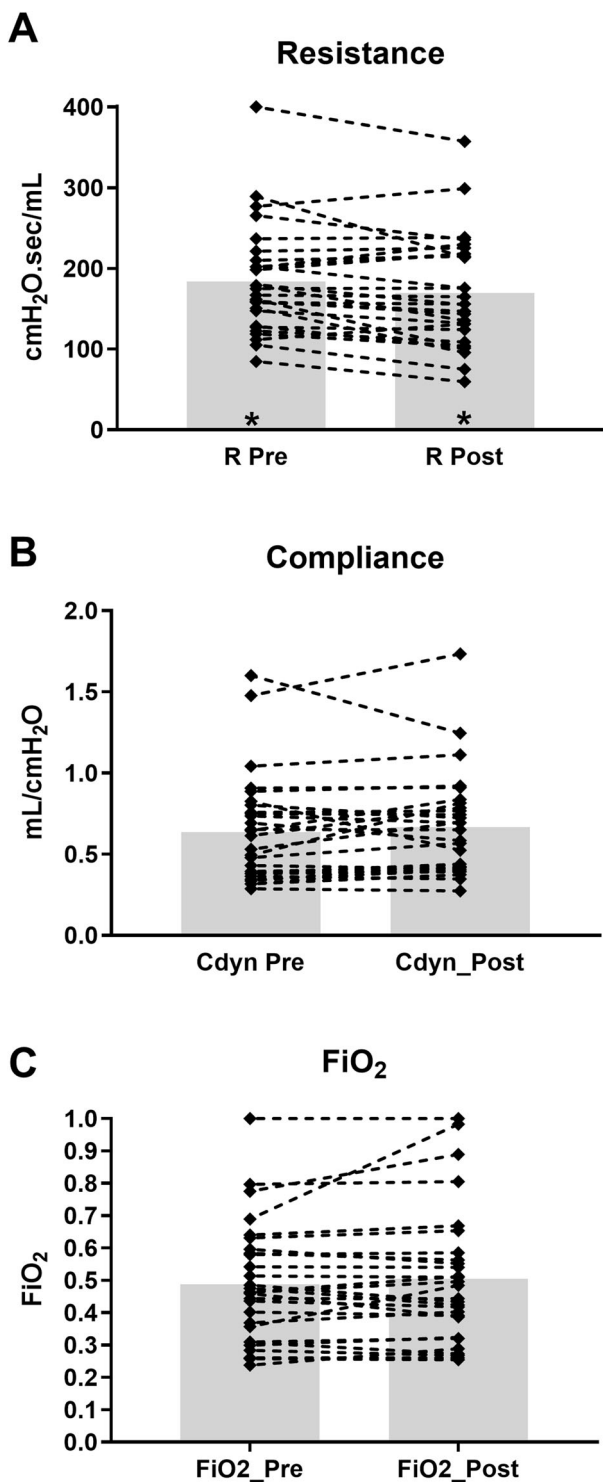 A
Resistance
cmH₂O.sec/mL
400
300
200
100
0
* *
R Pre R Post
B
Compliance
mL/cmH₂O
2.0
1.5
1.0
0.5
0.0
Cdyn Pre Cdyn_Post
C
FiO₂
FiO₂
1.0
0.9
0.8
0.7
0.6
0.5
0.4
0.3
0.2
0.1
0.0
FiO2_Pre FiO2_Post